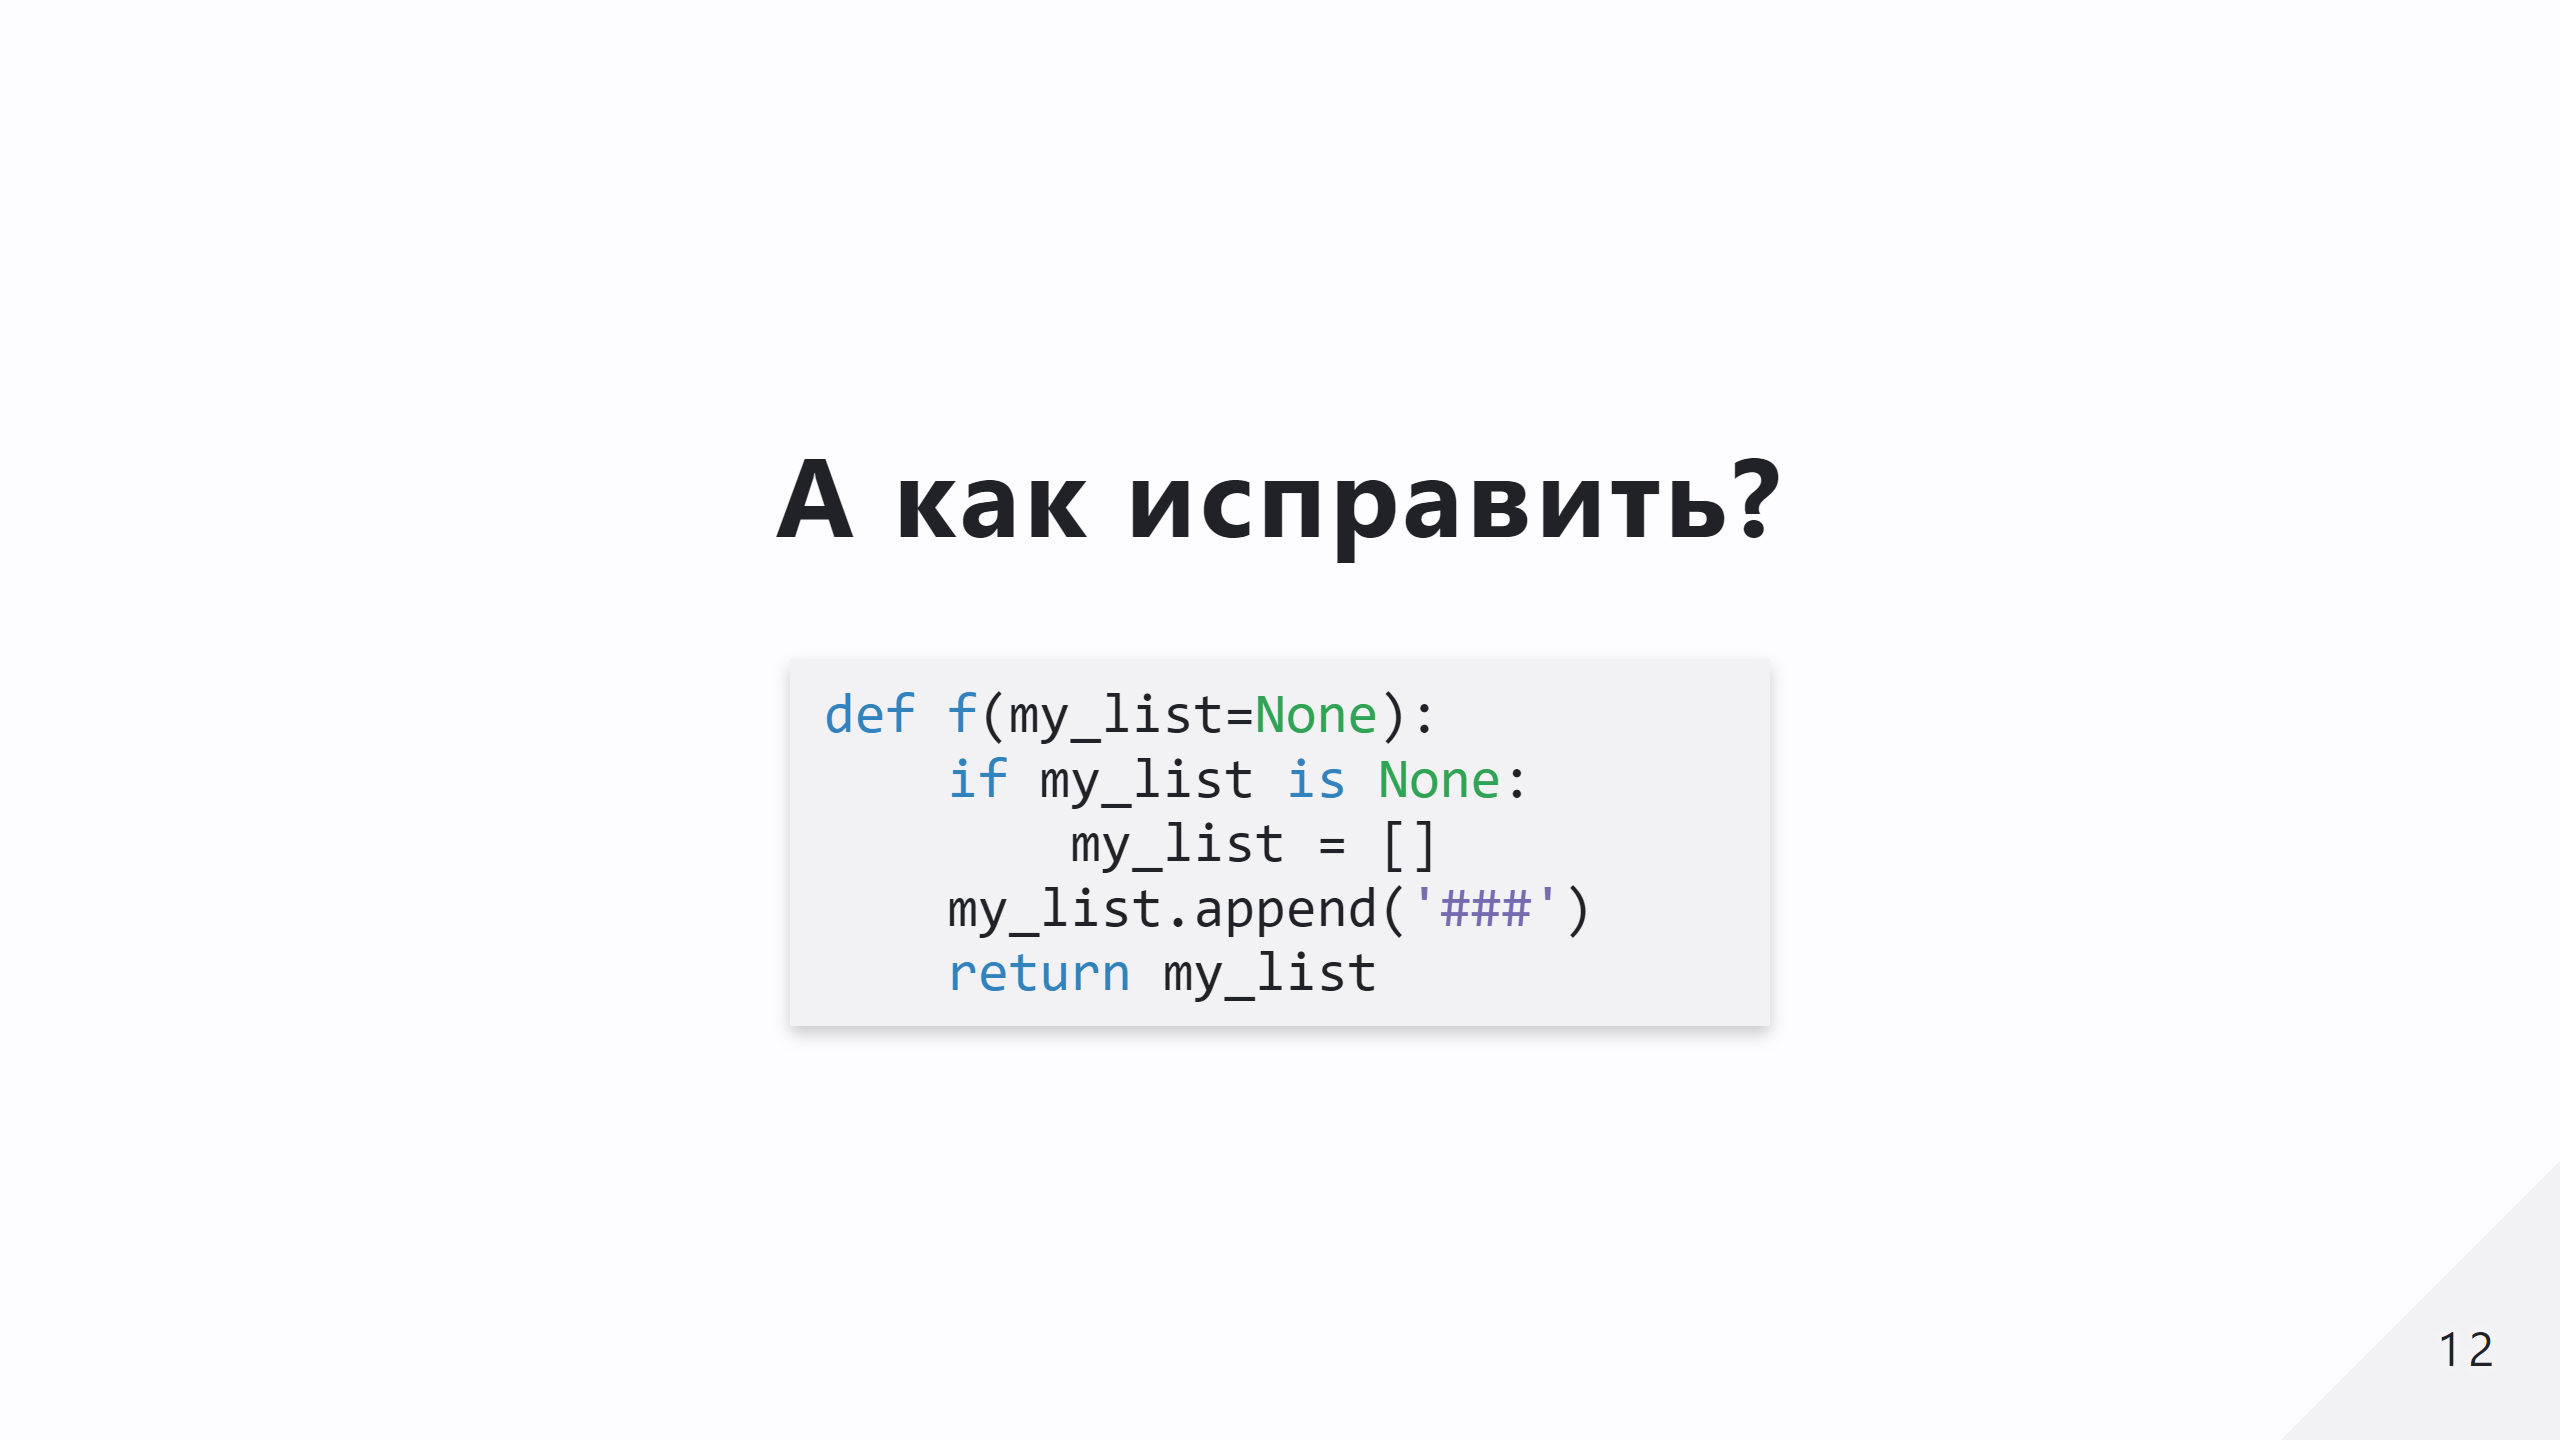 А как исправить?
def f(my_list=None):
    if my_list is None:
        my_list = []
    my_list.append('###')
    return my_list
12